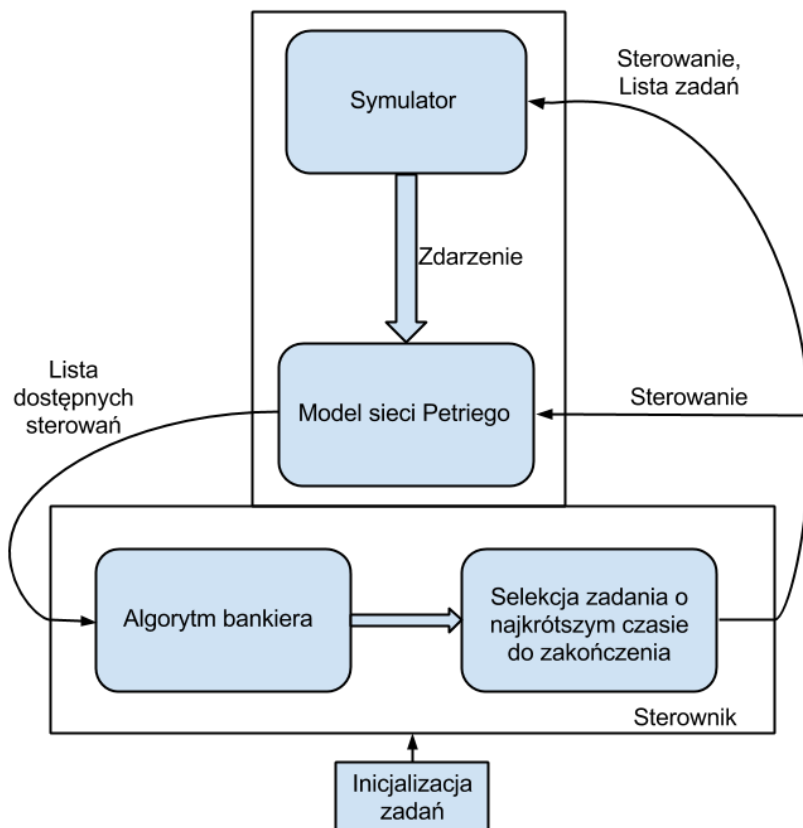 Symulator
Sterowanie,
Lista zadań
Zdarzenie
Lista
dostępnych
sterowań
Model sieci Petriego
Sterowanie
Algorytm bankiera
Selekcja zadania o
najkrótszym czasie
do zakończenia
Sterownik
Inicjalizacja
zadań